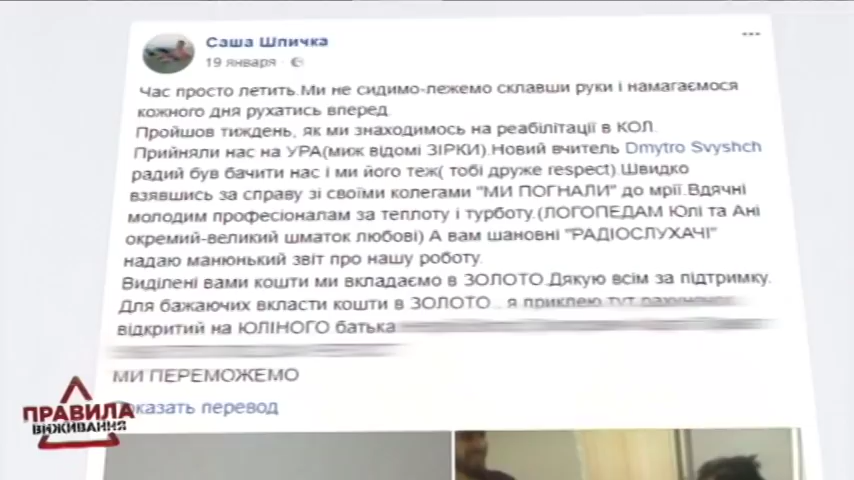 Саша Шпичка
19 января
Час просто летить.Ми не сидимо-лежемо склавши руки і намагаємося
кожного дня рухатись вперед
Пройшов тиждень, як ми знаходимось на реабілітації в КОЛ.
Прийняли нас на УРА(миж відомі ЗІРКИ).Новий вчитель Dmytro Svyshch
радий був бачити нас і ми його теж( тобі друже respect).Швидко
взявшись за справу зі своїми колегами "МИ ПОГНАЛИ" до мрії.Вдячні
молодим професіоналам за теплоту і турботу.(ЛОГОПЕДАМ Юлі та Ані
окремий-великий шматок любові) А вам шановні "РАДІОСЛУХАЧІ"
надаю манюнький звіт про нашу роботу.
Виділені вами кошти ми вкладаємо в ЗОЛОТО.Дякую всім за підтримку.
Для бажаючих вкласти кошти в ЗОЛОТО.. я приклею тут
відкритий на ЮЛІНОГО батька
МИ ПЕРЕМОЖЕМО
оказать перевод
ПРАВИЛА
ВИЖИВАННЯ